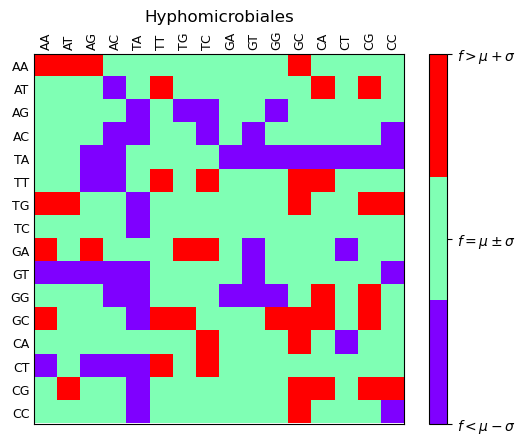 Hyphomicrobiales
AA AT AG AC TA TT TG TC GA GT GG GC CA CT CG CC
AA
AT
AG
AC
TA
TT
TG
TC
GA
GT
GG
GC
CA
CT
CG
CC
f > μ + σ
f = μ ± σ
f < μ − σ